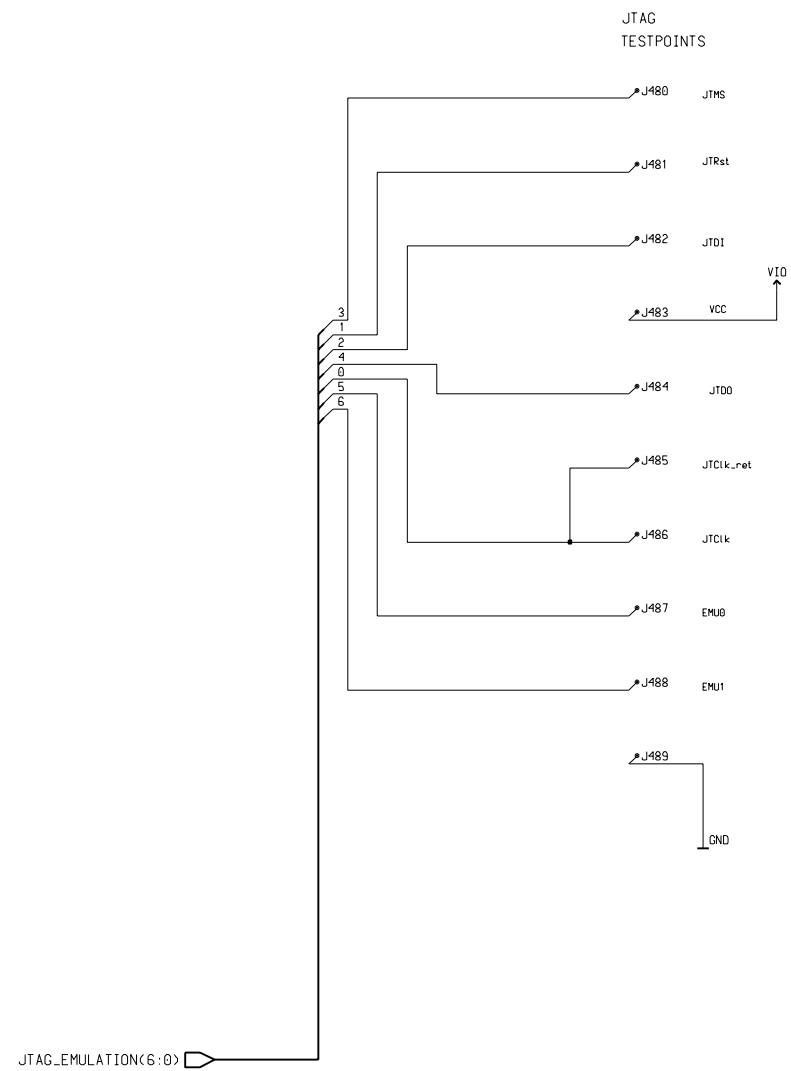 JTAG
TESTPOINTS
J480 JTMS
J481 JTRst
J482 JTDI
VIO
J483 VCC
3
1
2
4
0
5
6
J484 JTDO
J485 JTClk_ret
J486 JTClk
J487 EMU0
J488 EMU1
J489
GND
JTAG_EMULATION(6:0)